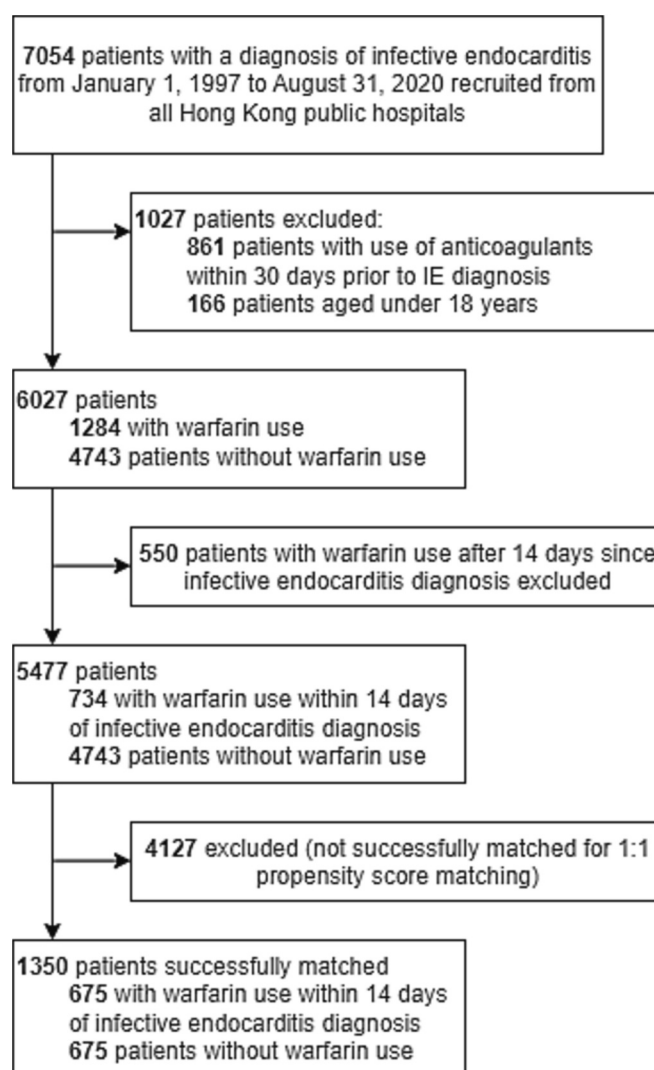 7054 patients with a diagnosis of infective endocarditis
from January 1, 1997 to August 31, 2020 recruited from
all Hong Kong public hospitals
1027 patients excluded:
861 patients with use of anticoagulants
within 30 days prior to IE diagnosis
166 patients aged under 18 years
6027 patients
1284 with warfarin use
4743 patients without warfarin use
550 patients with warfarin use after 14 days since
infective endocarditis diagnosis excluded
5477 patients
734 with warfarin use within 14 days
of infective endocarditis diagnosis
4743 patients without warfarin use
4127 excluded (not successfully matched for 1:1
propensity score matching)
1350 patients successfully matched
675 with warfarin use within 14 days
of infective endocarditis diagnosis
675 patients without warfarin use